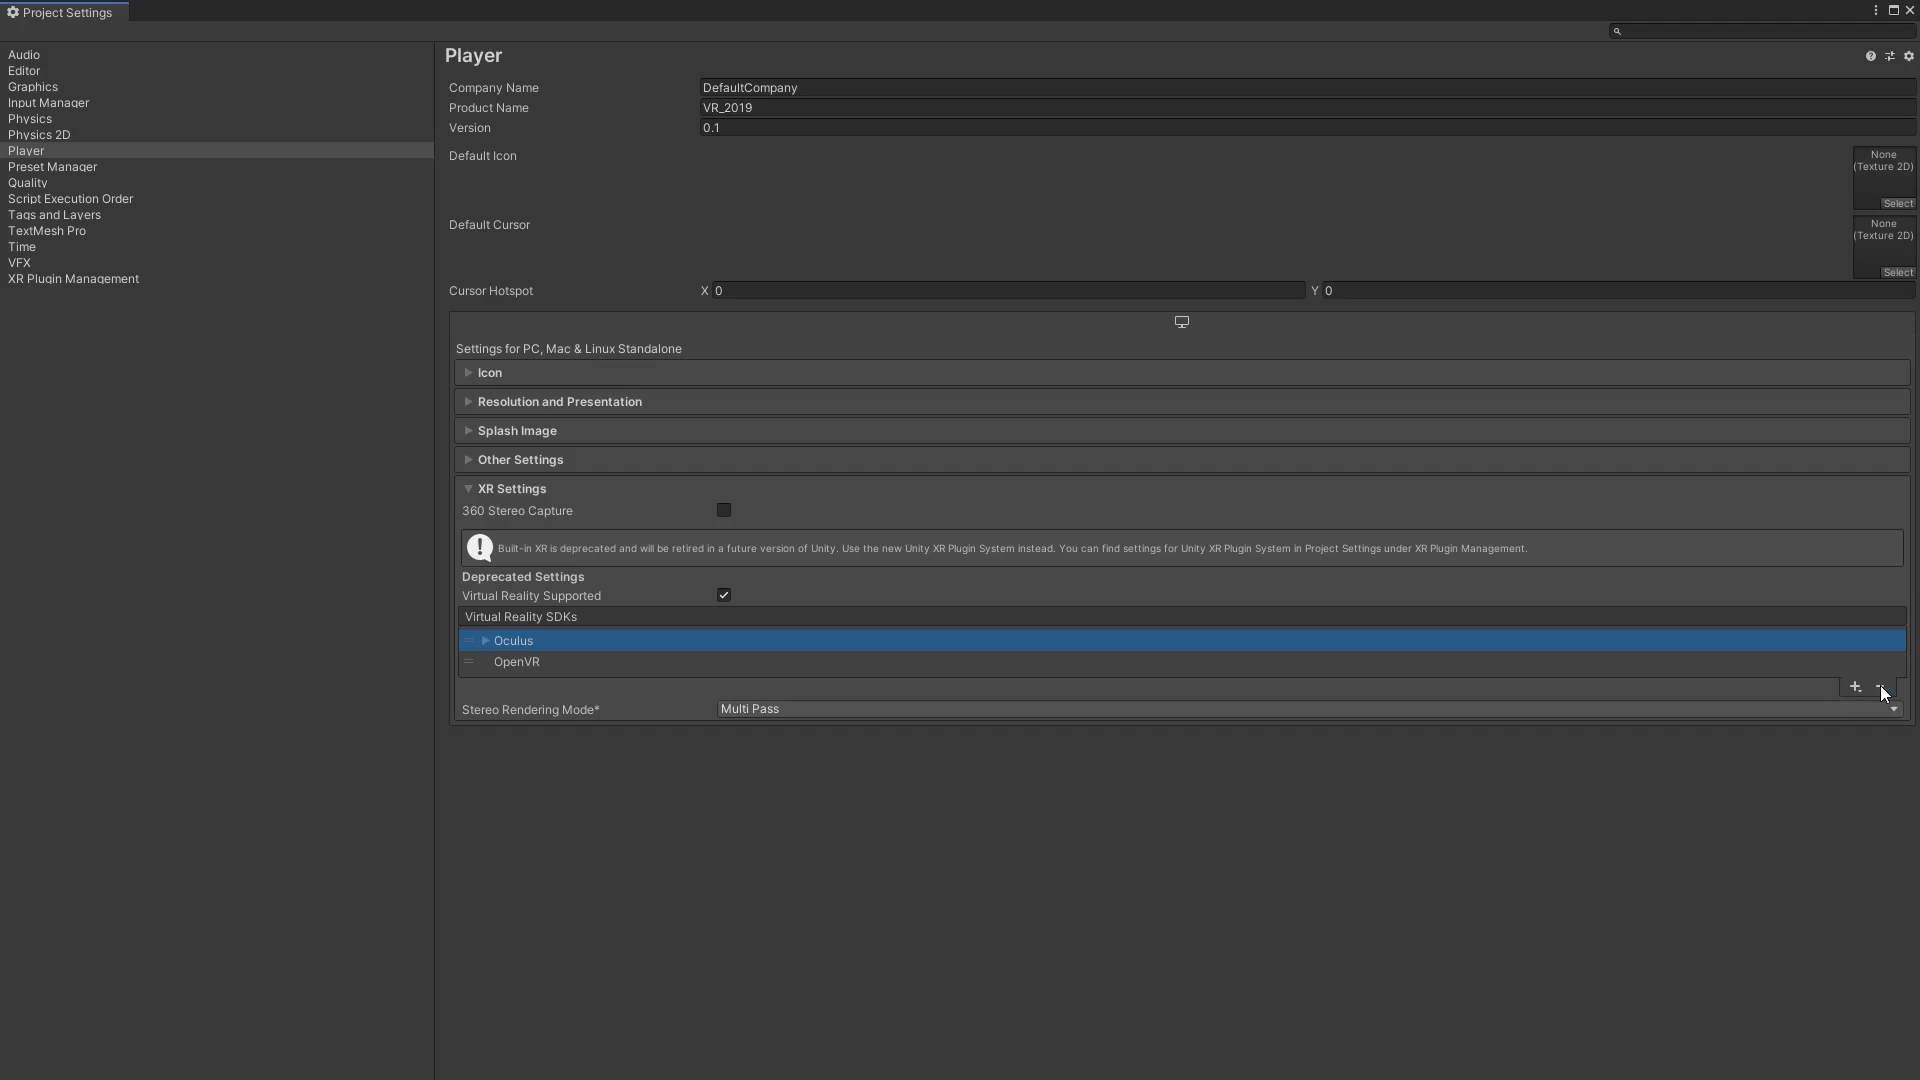 Project Settings
Audio
Editor
Graphics
Input Manager
Physics
Physics 2D
Player
Preset Manager
Quality
Script Execution Order
Tags and Layers
TextMesh Pro
Time
VFX
XR Plugin Management
Player
Company Name DefaultCompany
Product Name VR_2019
Version 0.1
Default Icon
None
(Texture 2D)
Select
Default Cursor
None
(Texture 2D)
Select
Cursor Hotspot X 0 Y 0
Settings for PC, Mac & Linux Standalone
Icon
Resolution and Presentation
Splash Image
Other Settings
XR Settings
360 Stereo Capture
Built-in XR is deprecated and will be retired in a future version of Unity. Use the new Unity XR Plugin System instead. You can find settings for Unity XR Plugin System in Project Settings under XR Plugin Management.
Deprecated Settings
Virtual Reality Supported
Virtual Reality SDKs
Oculus
OpenVR
Stereo Rendering Mode* Multi Pass